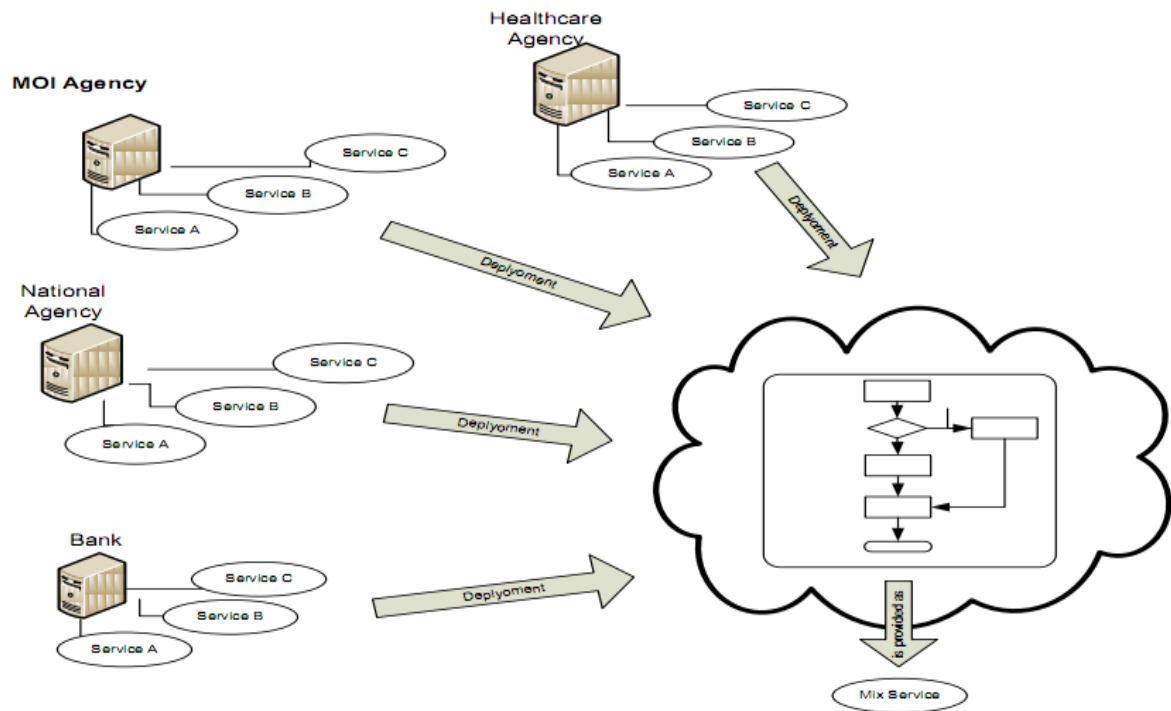 Healthcare
Agency
MOI Agency
Service C
Service B
Service A
Service C
Service B
Service A
Deplyoment
Deplyoment
National
Agency
Service C
Service B
Service A
Deplyoment
Bank
Service C
Service B
Service A
Deplyoment
is provided as
Mix Service